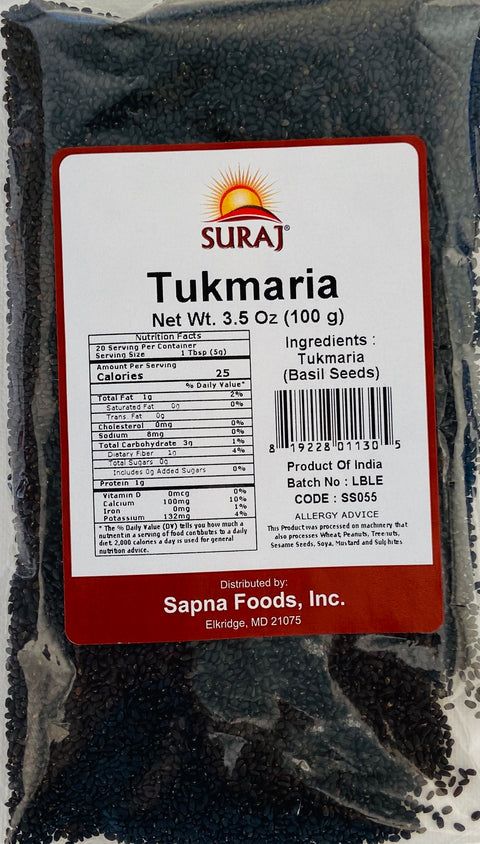 SURAJ®
Tukmaria
Net Wt. 3.5 Oz (100 g)
Nutrition Facts
20 Serving Per Container
Serving Size 1 Tbsp (5g)
Amount Per Serving
Calories 25
% Daily Value*
Total Fat 1g 2%
Saturated Fat 0g 0%
Trans. Fat 0g
Cholesterol 0mg 0%
Sodium 6mg 0%
Total Carbohydrate 3g 1%
Dietary Fiber 1g 4%
Total Sugars 0g
Includes 0g Added Sugars 0%
Protein 1g
Vitamin D 0mcg 0%
Calcium 100mg 10%
Iron 0mg 1%
Potassium 132mg 4%
* The % Daily Value (DV) tells you how much a
nutrient in a serving of food contibutes to a daily
diet. 2,000 calories a day is used for general
nutrition advice.
Ingredients :
Tukmaria
(Basil Seeds)
8 19228 01130 5
Product Of India
Batch No : LBLE
CODE : SS055
ALLERGY ADVICE
This Product was processed on machinery that
also processes Wheat, Peanuts, Treenuts,
Sesame Seeds, Soya, Mustard and Sulghites
Distributed by:
Sapna Foods, Inc.
Elkridge, MD 21075